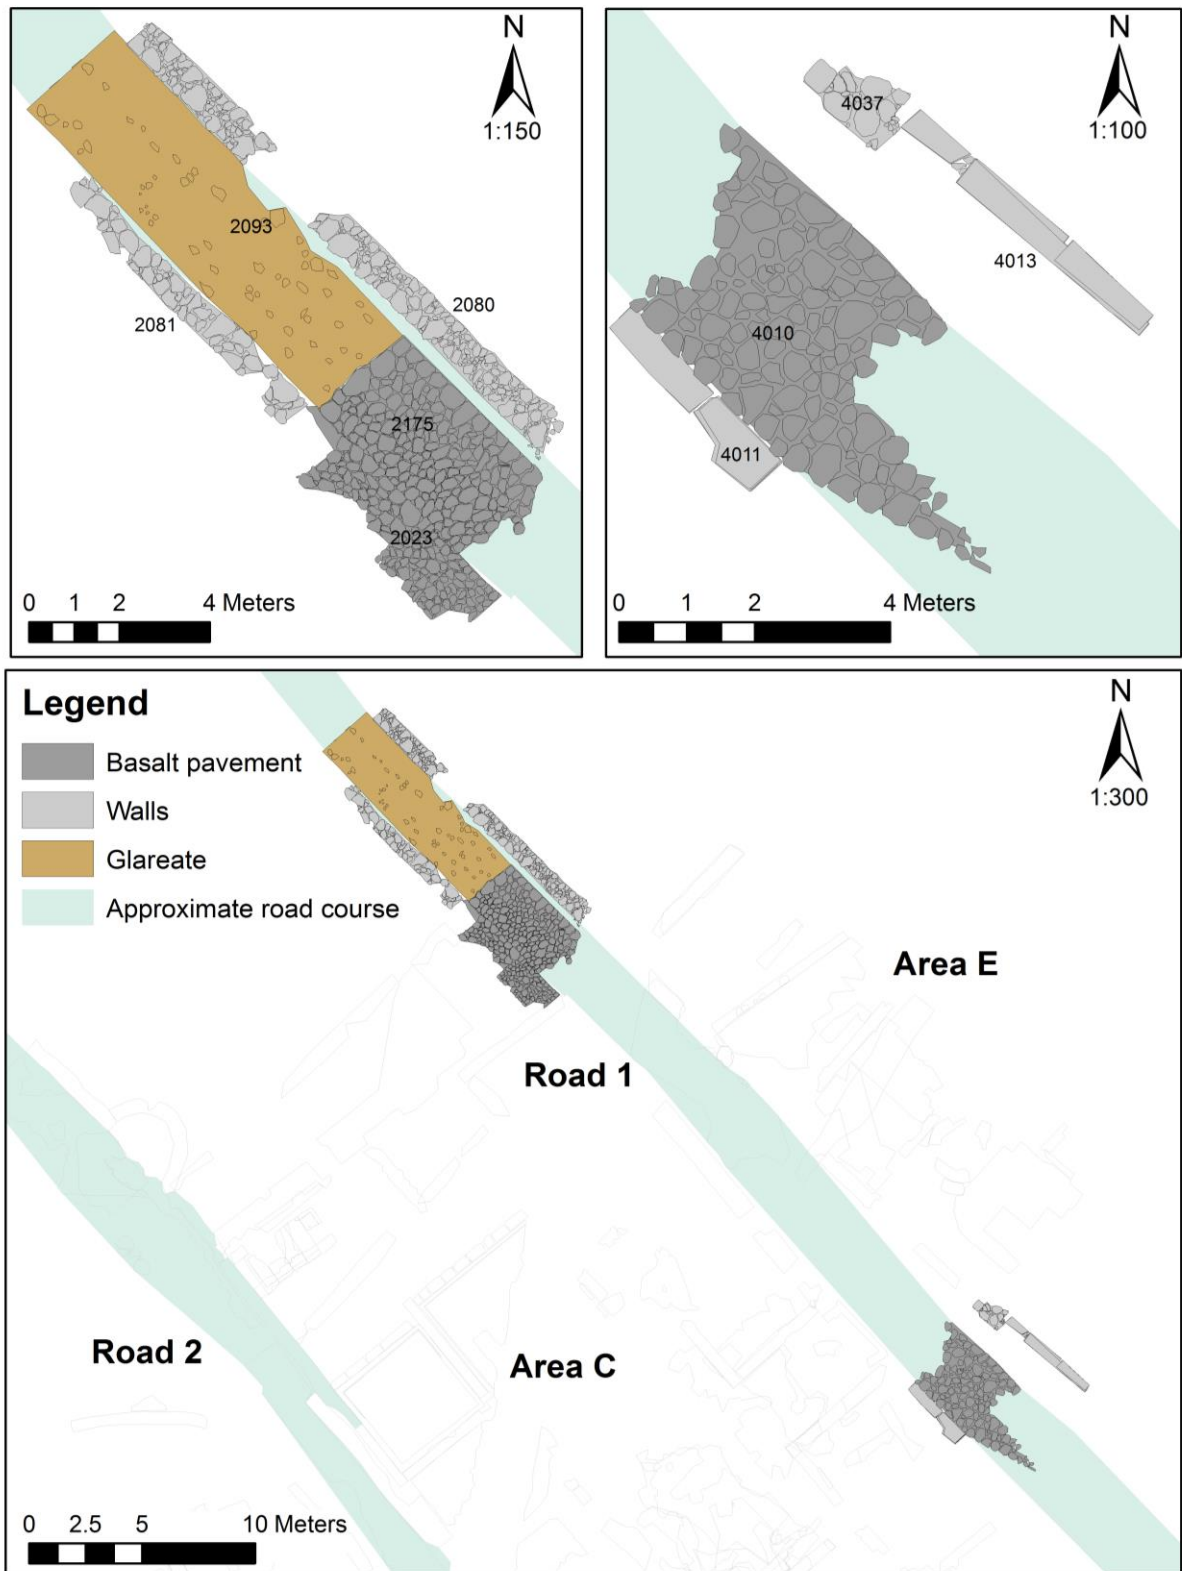 N
1:150
2093
2080
2081
2175
2023
0 1 2 4 Meters
N
1:100
4037
4013
4010
4011
0 1 2 4 Meters
Legend
Basalt pavement
Walls
Glareate
Approximate road course
N
1:300
Area E
Road 1
Road 2
Area C
0 2.5 5 10 Meters